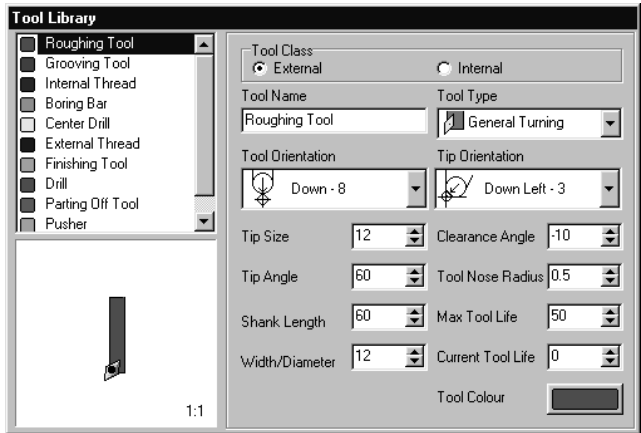 Tool Library
Roughing Tool
Grooving Tool
Internal Thread
Boring Bar
Center Drill
External Thread
Finishing Tool
Drill
Parting Off Tool
Pusher
1:1
Tool Class
External
Internal
Tool Name
Tool Type
Roughing Tool
General Turning
Tool Orientation
Tip Orientation
Down - 8
Down Left - 3
Tip Size 12
Clearance Angle -10
Tip Angle 60
Tool Nose Radius 0.5
Shank Length 60
Max Tool Life 50
Width/Diameter 12
Current Tool Life 0
Tool Colour